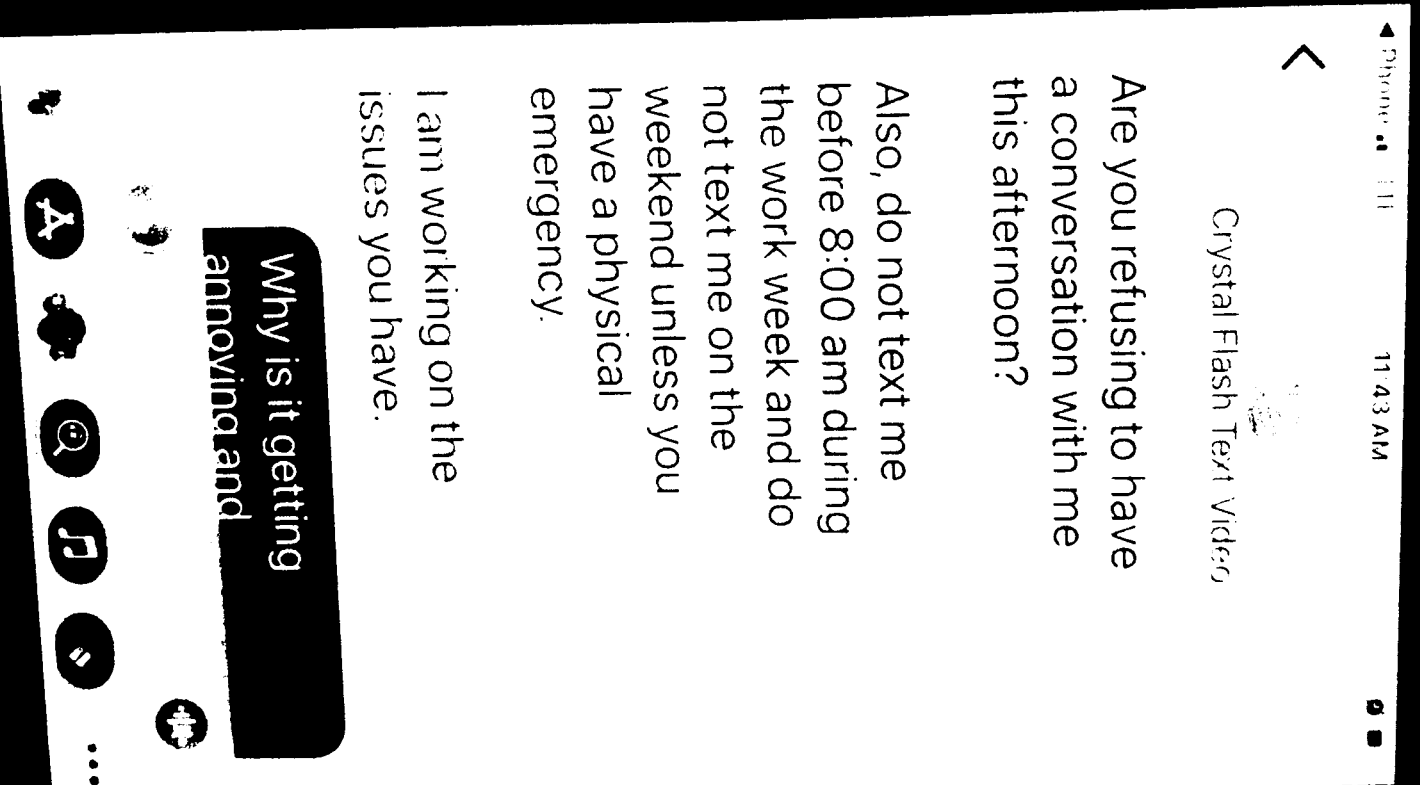 Phone
11:43 AM
Crystal Flash Text Video
Are you refusing to have
a conversation with me
this afternoon?
Also, do not text me
before 8:00 am during
the work week and do
not text me on the
weekend unless you
have a physical
emergency.
I am working on the
issues you have.
Why is it getting
annoying and